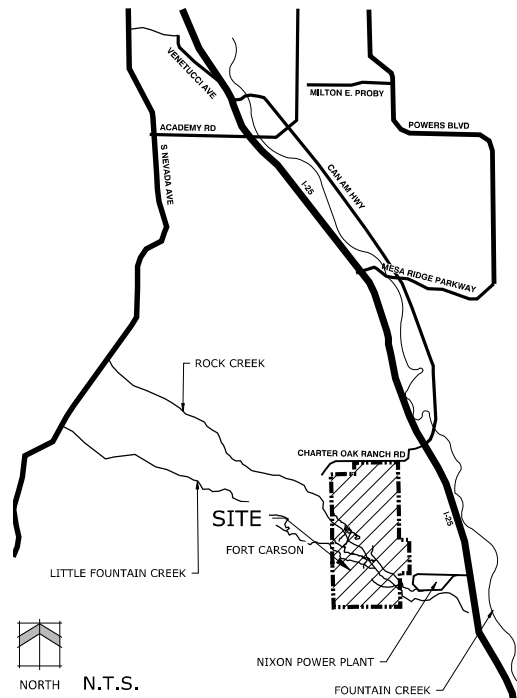 VENETUCCI AVE
MILTON E. PROBY
ACADEMY RD
POWERS BLVD
S NEVADA AVE
I-25
CAN AM HWY
MESA RIDGE PARKWAY
ROCK CREEK
CHARTER OAK RANCH RD
SITE
I-25
FORT CARSON
LITTLE FOUNTAIN CREEK
NIXON POWER PLANT
FOUNTAIN CREEK
NORTH
N.T.S.